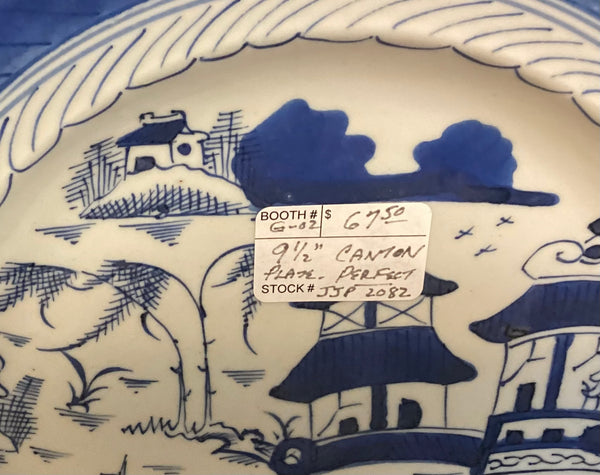 BOOTH # $ 67.50
G-02
9 1/2" CANTON
PLATE. PERFECT
STOCK # JJP 2082